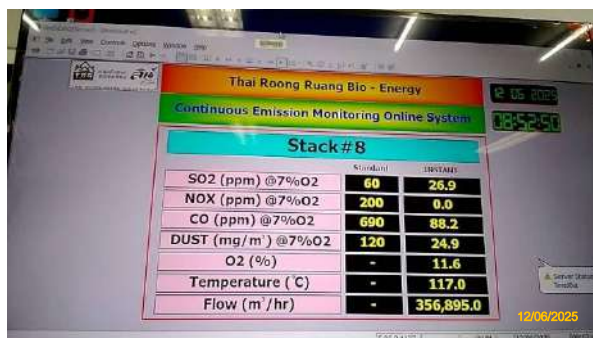 Thai Roong Ruang Bio - Energy
12 06 2025
Continuous Emission Monitoring Online System
08:52:50
Stack#8
Standard INSTANT
SO2 (ppm) @7%O2 60 26.9
NOX (ppm) @7%O2 200 0.0
CO (ppm) @7%O2 690 88.2
DUST (mg/m³) @7%O2 120 24.9
O2 (%) - 11.6
Temperature (°C) - 117.0
Flow (m³/hr) - 356,895.0
Server Status
12/06/2025